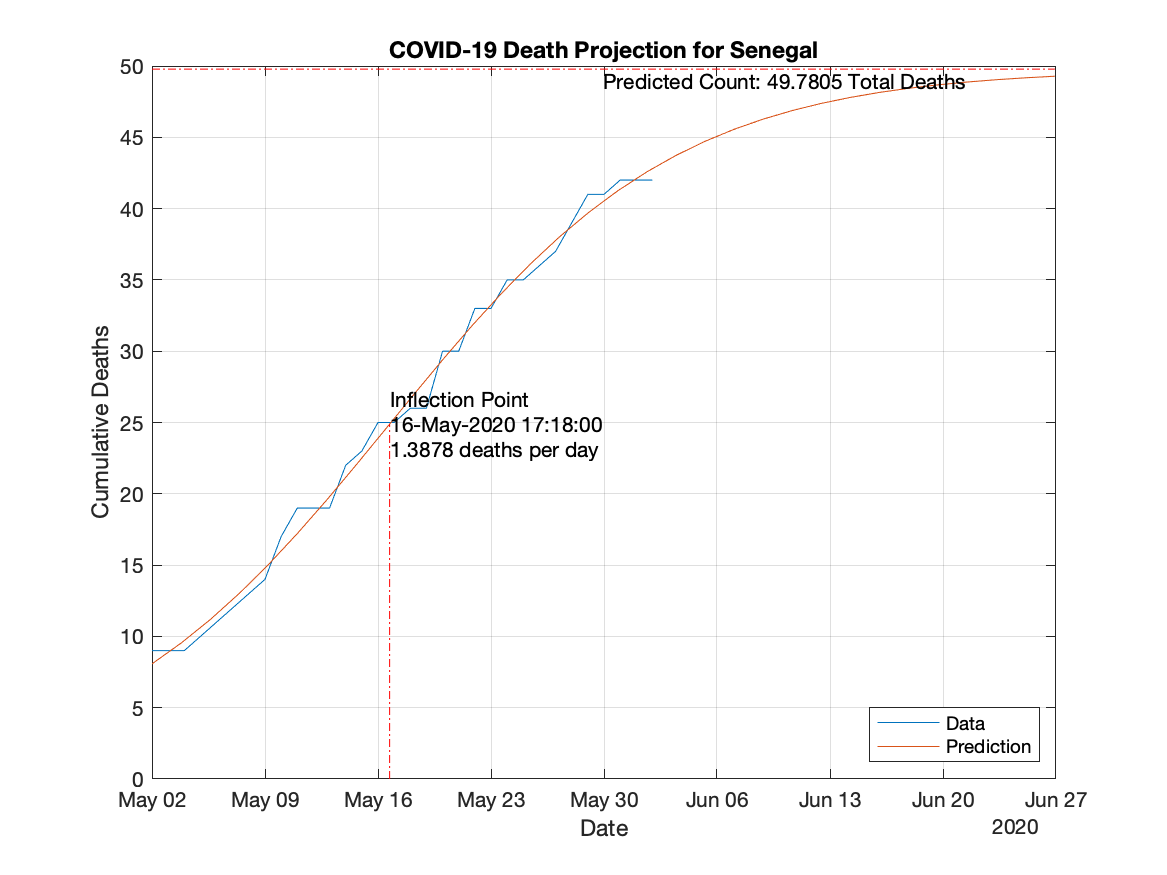 COVID-19 Death Projection for Senegal
Predicted Count: 49.7805 Total Deaths
50
45
40
35
30
25
20
15
10
5
0
Cumulative Deaths
Inflection Point
16-May-2020 17:18:00
1.3878 deaths per day
Data
Prediction
May 02 May 09 May 16 May 23 May 30 Jun 06 Jun 13 Jun 20 Jun 27
Date
2020